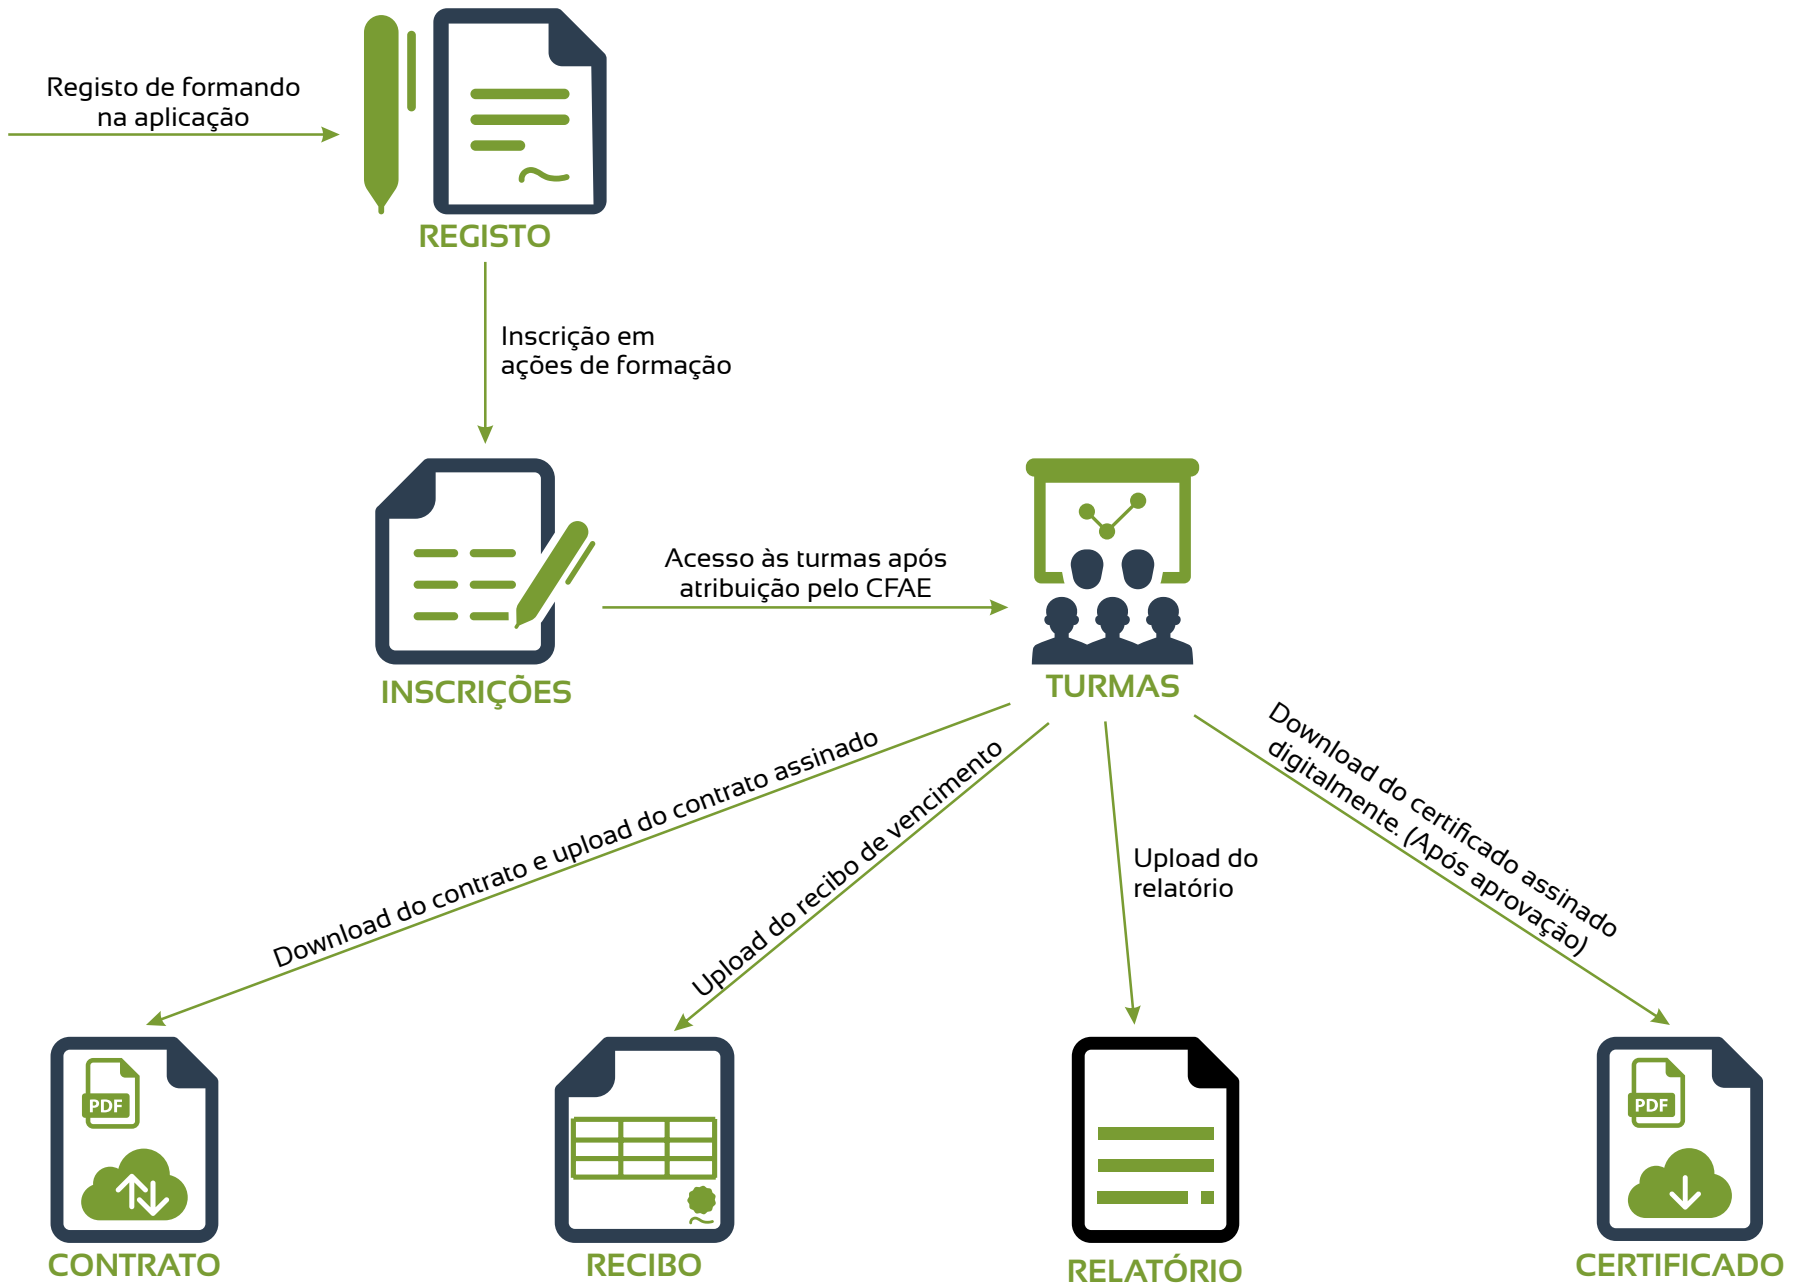 Registo de formando
na aplicação
REGISTO
Inscrição em
ações de formação
INSCRIÇÕES
Acesso às turmas após
atribuição pelo CFAE
TURMAS
Download do contrato e upload do contrato assinado
Upload do recibo de vencimento
Upload do
relatório
Download do certificado assinado
digitalmente. (Após aprovação)
PDF
CONTRATO
RECIBO
RELATÓRIO
PDF
CERTIFICADO